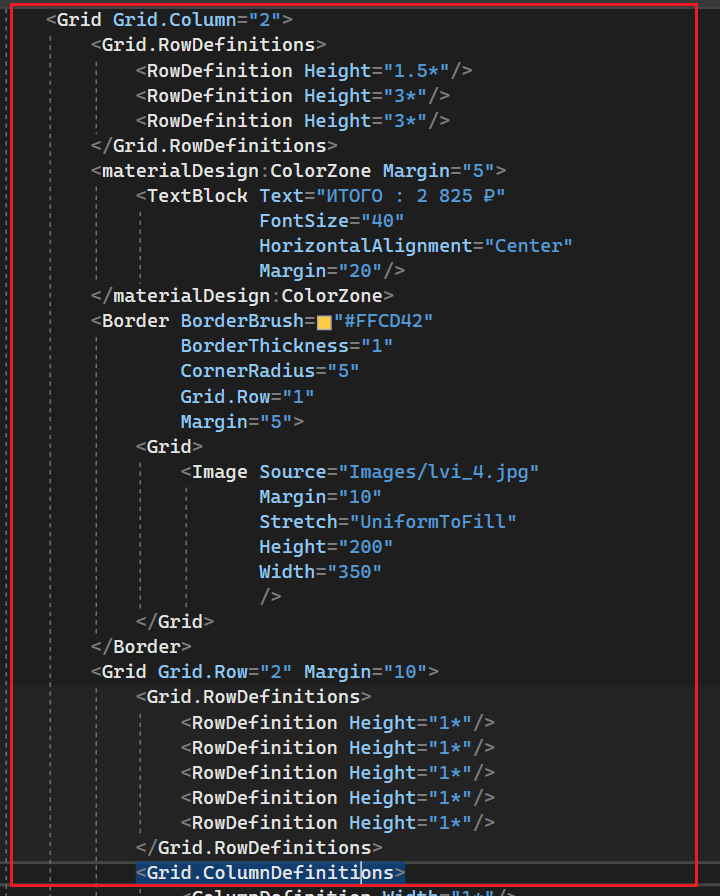 <Grid Grid.Column="2">
<Grid.RowDefinitions>
<RowDefinition Height="1.5*"/>
<RowDefinition Height="3*"/>
<RowDefinition Height="3*"/>
</Grid.RowDefinitions>
<materialDesign:ColorZone Margin="5">
<TextBlock Text="ИТОГО : 2 825 ₽"
FontSize="40"
HorizontalAlignment="Center"
Margin="20"/>
</materialDesign:ColorZone>
<Border BorderBrush="#FFCD42"
BorderThickness="1"
CornerRadius="5"
Grid.Row="1"
Margin="5">
<Grid>
<Image Source="Images/lvi_4.jpg"
Margin="10"
Stretch="UniformToFill"
Height="200"
Width="350"
/>
</Grid>
</Border>
<Grid Grid.Row="2" Margin="10">
<Grid.RowDefinitions>
<RowDefinition Height="1*"/>
<RowDefinition Height="1*"/>
<RowDefinition Height="1*"/>
<RowDefinition Height="1*"/>
<RowDefinition Height="1*"/>
</Grid.RowDefinitions>
<Grid.ColumnDefinitions>
<ColumnDefinition Width="1*"/>